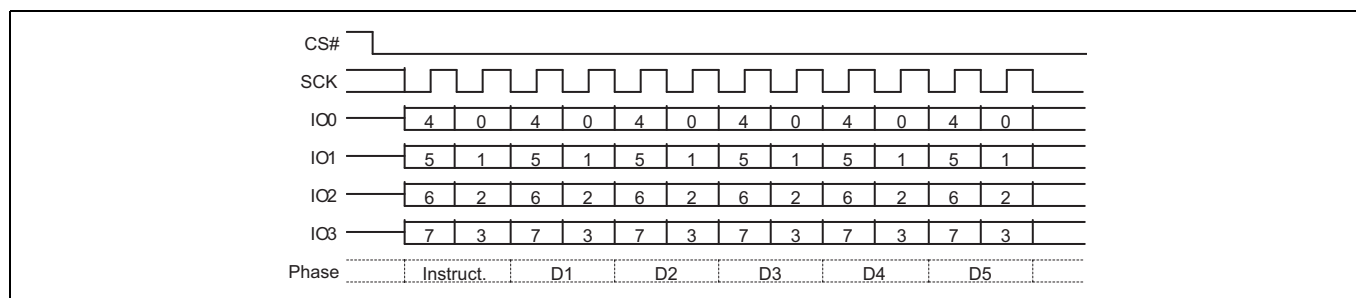 CS#
SCK
IO0 4 0 4 0 4 0 4 0 4 0 4 0
IO1 5 1 5 1 5 1 5 1 5 1 5 1
IO2 6 2 6 2 6 2 6 2 6 2 6 2
IO3 7 3 7 3 7 3 7 3 7 3 7 3
Phase Instruct. D1 D2 D3 D4 D5